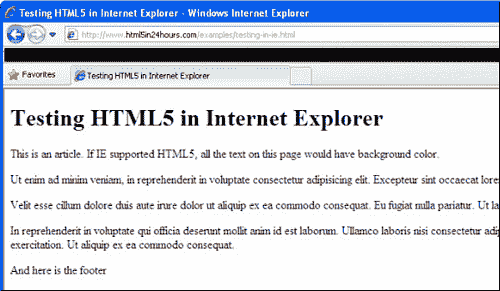 Testing HTML5 in Internet Explorer - Windows Internet Explorer
http://www.html5in24hours.com/examples/testing-in-ie.html
Favorites
Testing HTML5 in Internet Explorer
Testing HTML5 in Internet Explorer
This is an article. If IE supported HTML5, all the text on this page would have background color.
Ut enim ad minim veniam, in reprehenderit in voluptate consectetur adipisicing elit. Excepteur sint occaecat lore
Velit esse cillum dolore duis aute irure dolor ut aliquip ex ea commodo consequat. Eu fugiat nulla pariatur. Ut la
In reprehenderit in voluptate qui officia deserunt mollit anim id est laborum. Ullamco laboris nisi consectetur adip
exercitation. Ut aliquip ex ea commodo consequat.
And here is the footer